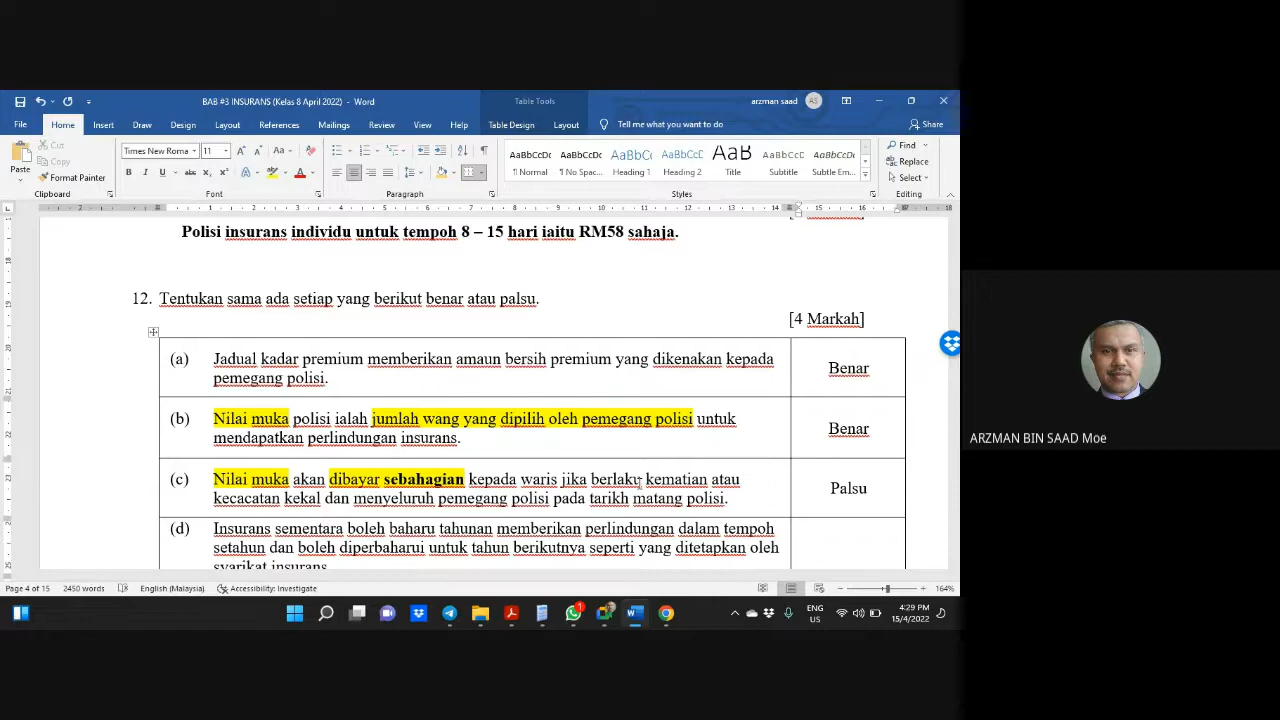 BAB #3 INSURANS (Kelas 8 April 2022) - Word
Table Tools
arzman saad
AS
File Home Insert Draw Design Layout References Mailings Review View Help Table Design Layout Tell me what you want to do Share
Paste
Cut
Copy
Format Painter
Clipboard
Times New Roma 11
Font
Paragraph
AaBbCcDc AaBbCcDc AaBbC AaBbCcC AaB AaBbCcD AaBbCcDc
¶ Normal ¶ No Spac... Heading 1 Heading 2 Title Subtitle Subtle Em...
Styles
Find
Replace
Select
Editing
Polisi insurans individu untuk tempoh 8 – 15 hari iaitu RM58 sahaja.
12. Tentukan sama ada setiap yang berikut benar atau palsu.
[4 Markah]
(a) Jadual kadar premium memberikan amaun bersih premium yang dikenakan kepada
pemegang polisi.
Benar
(b) Nilai muka polisi ialah jumlah wang yang dipilih oleh pemegang polisi untuk
mendapatkan perlindungan insurans.
Benar
(c) Nilai muka akan dibayar sebahagian kepada waris jika berlaku kematian atau
kecacatan kekal dan menyeluruh pemegang polisi pada tarikh matang polisi.
Palsu
(d) Insurans sementara boleh baharu tahunan memberikan perlindungan dalam tempoh
setahun dan boleh diperbaharui untuk tahun berikutnya seperti yang ditetapkan oleh
syarikat insurans.
Page 4 of 15 2450 words English (Malaysia) Accessibility: Investigate 164%
ENG
US
4:29 PM
15/4/2022
ARZMAN BIN SAAD Moe